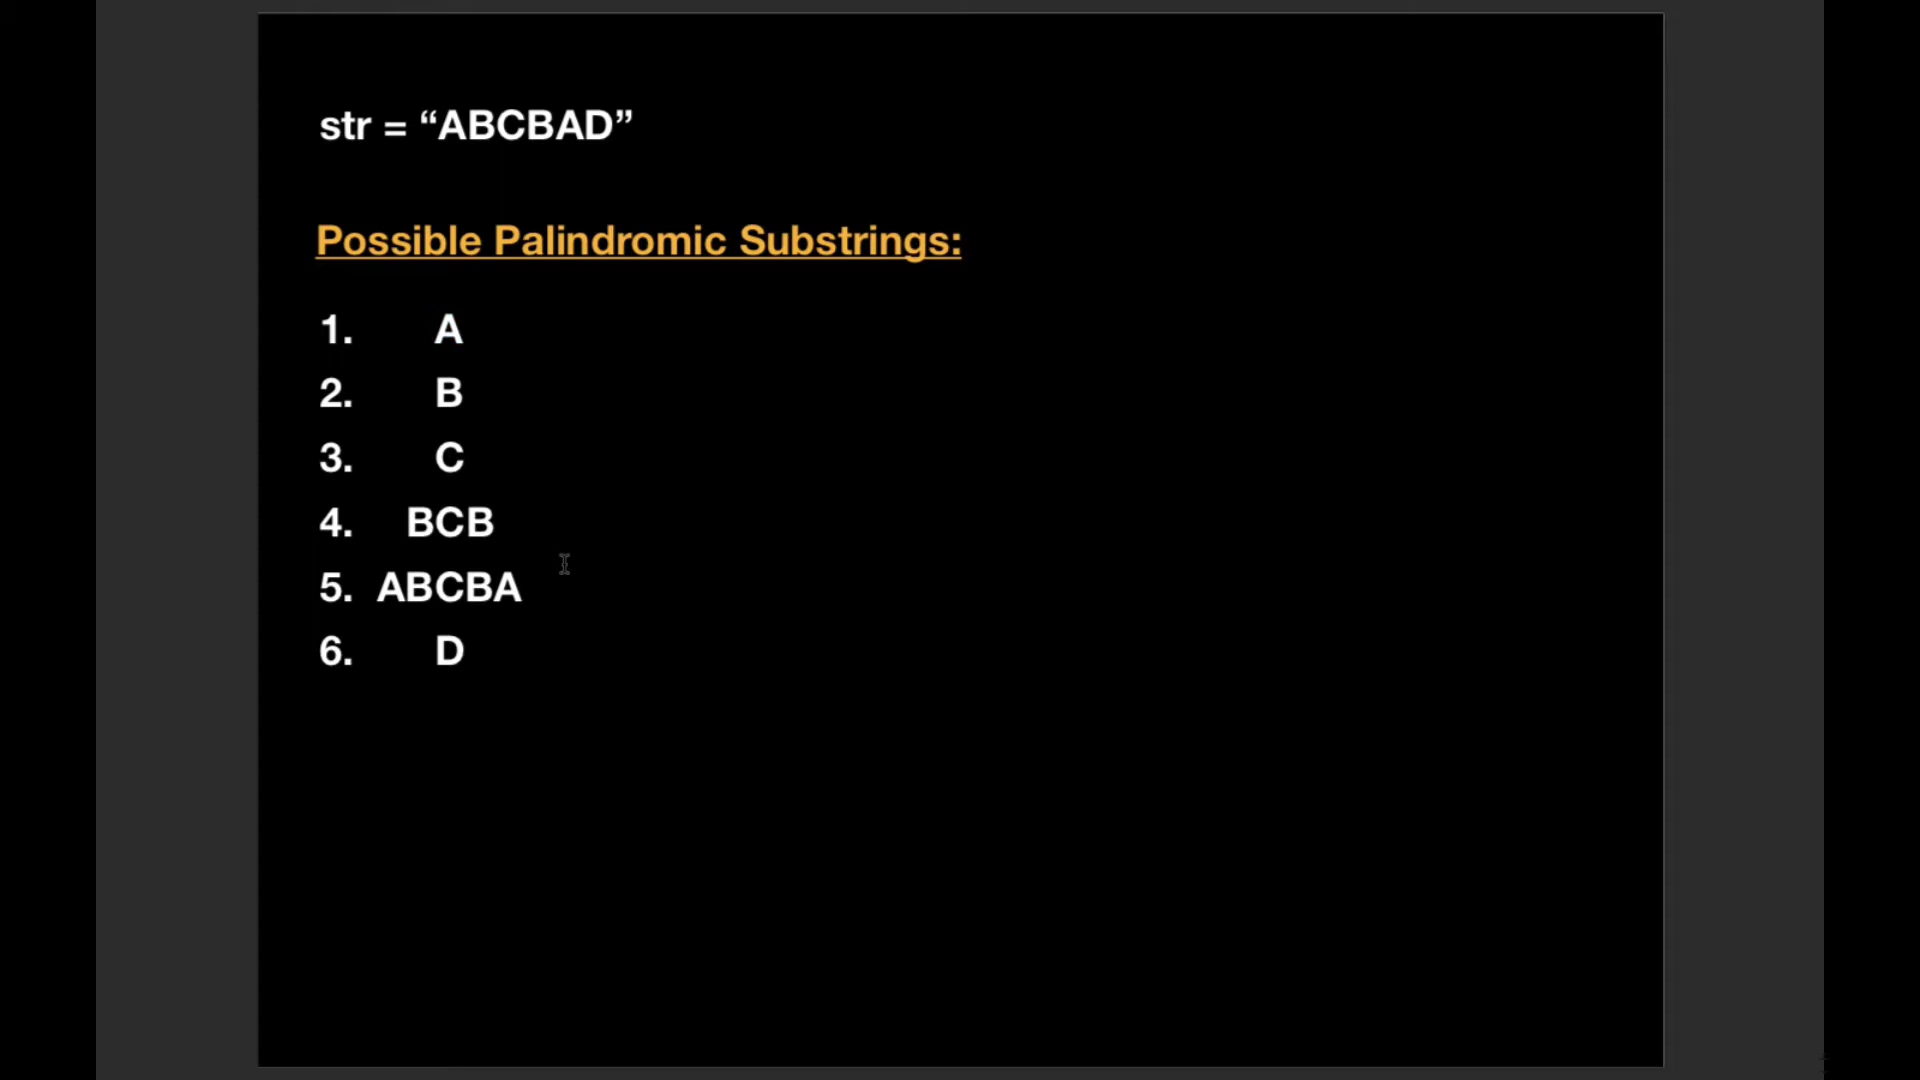 str = “ABCBAD”
Possible Palindromic Substrings:
1. A
2. B
3. C
4. BCB
5. ABCBA
6. D